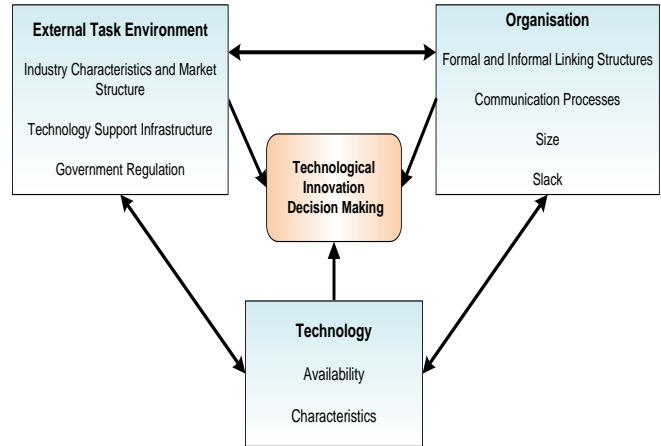 External Task Environment
Industry Characteristics and Market
Structure
Technology Support Infrastructure
Government Regulation
Organisation
Formal and Informal Linking Structures
Communication Processes
Size
Slack
Technological
Innovation
Decision Making
Technology
Availability
Characteristics